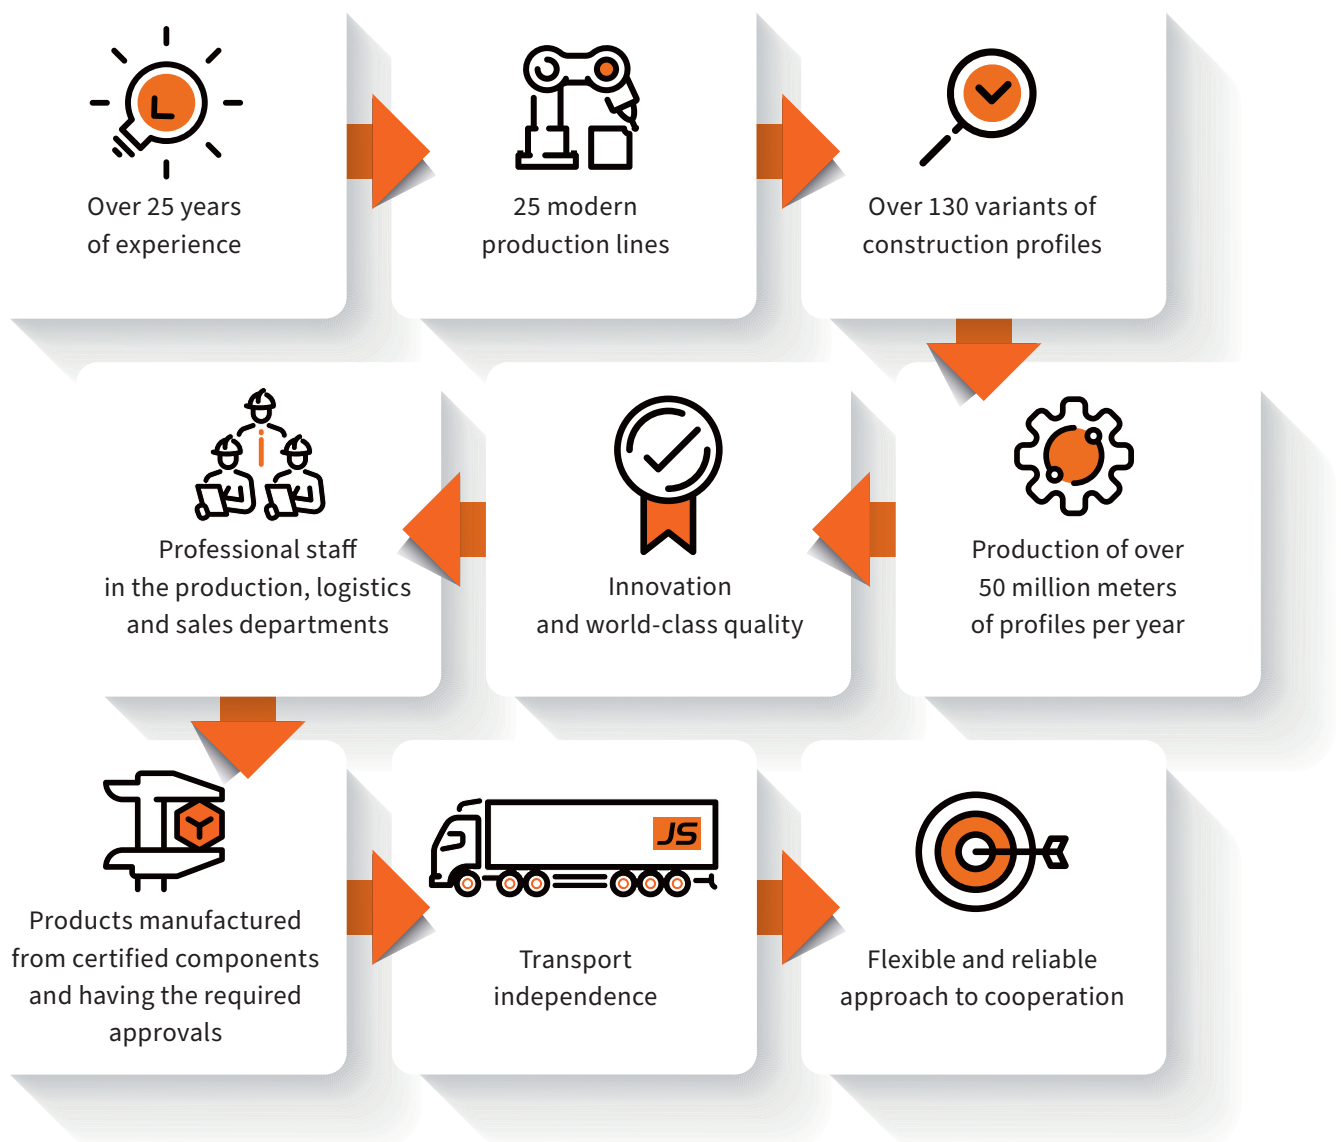 Over 25 years
of experience
25 modern
production lines
Over 130 variants of
construction profiles
Production of over
50 million meters
of profiles per year
Innovation
and world-class quality
Professional staff
in the production, logistics
and sales departments
Products manufactured
from certified components
and having the required
approvals
JS
Transport
independence
Flexible and reliable
approach to cooperation